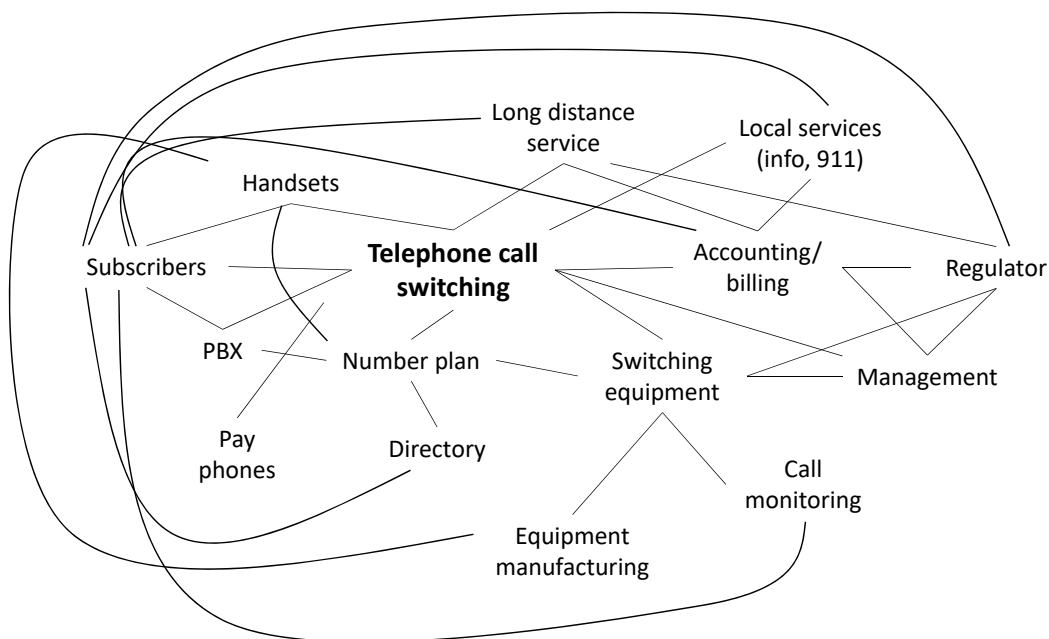 Long distance
service
Local services
(info, 911)
Handsets
Subscribers
Telephone call
switching
Accounting/
billing
Regulator
PBX
Number plan
Switching
equipment
Management
Pay
phones
Directory
Call
monitoring
Equipment
manufacturing